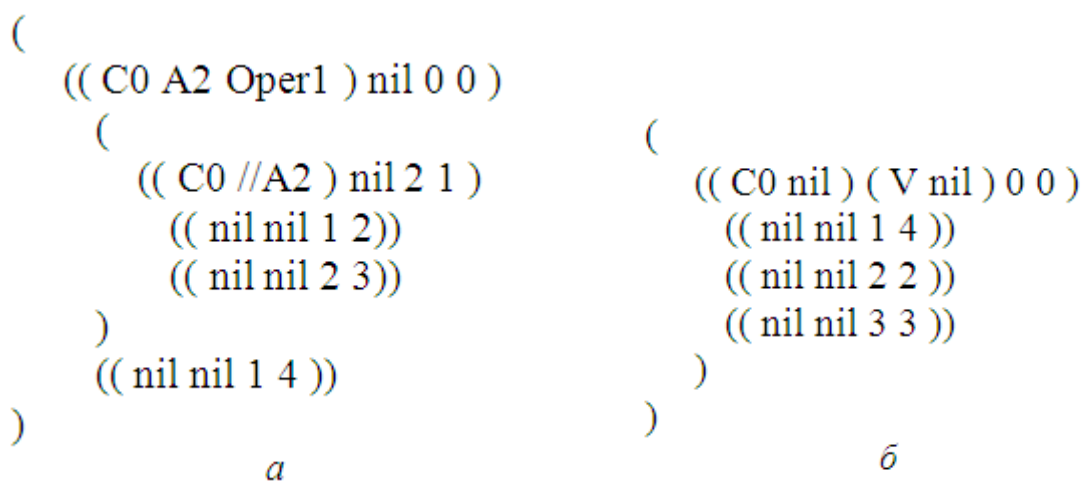 (
(( C0 A2 Oper1 ) nil 0 0 )
(
(( C0 //A2 ) nil 2 1 )
(( nil nil 1 2))
(( nil nil 2 3))
)
(( nil nil 1 4 ))
)
а
(
(( C0 nil ) ( V nil ) 0 0 )
(( nil nil 1 4 ))
(( nil nil 2 2 ))
(( nil nil 3 3 ))
)
)
б